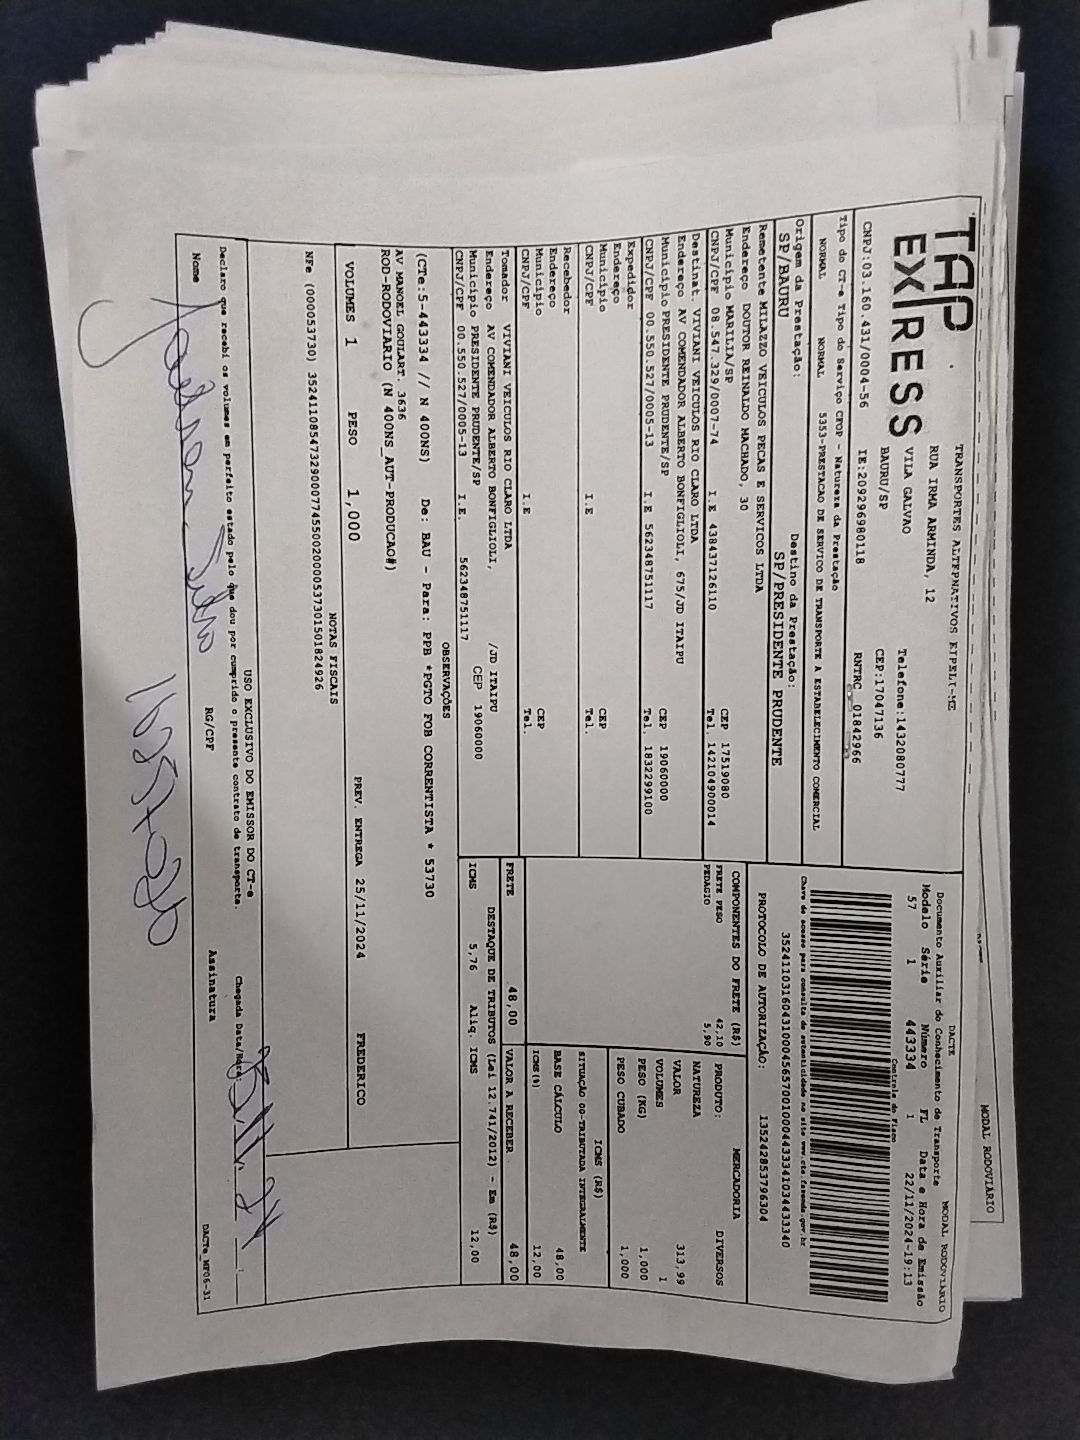 TAP
EXPRESS
TRANSPORTES ALTERNATIVOS
RUA IRMA ARMINDA, 12
VILA GALVAO
BAURU/SP
Telefone:1432080777
CEP:17047136
CNPJ:03.160.431/0004-56 IE:209296980118 RNTRC 01842966
Tipo do CT-e Tipo do Serviço CFOP - Natureza da Prestação
NORMAL NORMAL 5353-PRESTACAO DE SERVICO DE TRANSPORTE A ESTABELECIMENTO COMERCIAL
Origem da Prestação: Destino da Prestação:
SP/BAURU SP/PRESIDENTE PRUDENTE
Remetente MILAZZO VEICULOS PECAS E SERVICOS LTDA
Endereço DOUTOR REINALDO MACHADO, 30
Município MARILIA/SP CEP 17519080
CNPJ/CPF 08.547.329/0007-74 I.E 438437126110 Tel. 142104900014
Destinat. VIVIANI VEICULOS RIO CLARO LTDA
Endereço AV COMENDADOR ALBERTO BONFIGLIOLI, 675/JD ITAIPU
Município PRESIDENTE PRUDENTE/SP CEP 19060000
CNPJ/CPF 00.550.527/0005-13 I.E 562348751117 Tel. 1832299100
Expedidor
Endereço
Município CEP
CNPJ/CPF I.E Tel.
Recebedor
Endereço
Município CEP
CNPJ/CPF I.E Tel.
Tomador VIVIANI VEICULOS RIO CLARO LTDA
Endereço AV COMENDADOR ALBERTO BONFIGLIOLI, /JD ITAIPU
Município PRESIDENTE PRUDENTE/SP CEP 19060000
CNPJ/CPF 00.550.527/0005-13 I.E. 562348751117
DACTE MODAL RODOVIÁRIO
Documento Auxiliar do Conhecimento de Transporte
Modelo Série Número FL Data e Hora de Emissão
57 1 443334 1 22/11/2024-19:13
Controle do Fisco
35241103160431000456570010004433341034433340
Chave de acesso para consulta de autenticidade no site www.cte.fazenda.gov.br
PROTOCOLO DE AUTORIZAÇÃO: 135242853796304
COMPONENTES DO FRETE (R$)
FRETE PESO 42,10
PEDAGIO 5,90
MERCADORIA
PRODUTO: DIVERSOS
NATUREZA
VALOR 313,99
VOLUMES 1
PESO (KG) 1,000
PESO CUBADO 1,000
ICMS (R$)
SITUAÇÃO 00-TRIBUTADA INTEGRALMENTE
BASE CÁLCULO 48,00
ICMS(%) 12,00
FRETE 48,00 VALOR A RECEBER 48,00
DESTAQUE DE TRIBUTOS (Lei 12.741/2012) - Em (R$)
ICMS 5,76 Aliq. ICMS 12,00
OBSERVAÇÕES
(CTe:5-443334 // N 400NS) De: BAU - Para: PPB *PGTO FOB CORRENTISTA * 53730
AV MANOEL GOULART. 3636
ROD-RODOVIARIO (N 400NS_AUT-PRODUCAO#)
VOLUMES 1 PESO 1,000 PREV. ENTREGA 25/11/2024 FREDERICO
NOTAS FISCAIS
NFe (000053730) 35241108547329000774550020000537301501824926
USO EXCLUSIVO DO EMISSOR DO CT-e
Declaro que recebi os volumes em perfeito estado pelo que dou por cumprido o presente contrato de transporte. Chegada Data/Hora:
Nome RG/CPF Assinatura
DACTe_MF06-31
MODAL RODOVIÁRIO